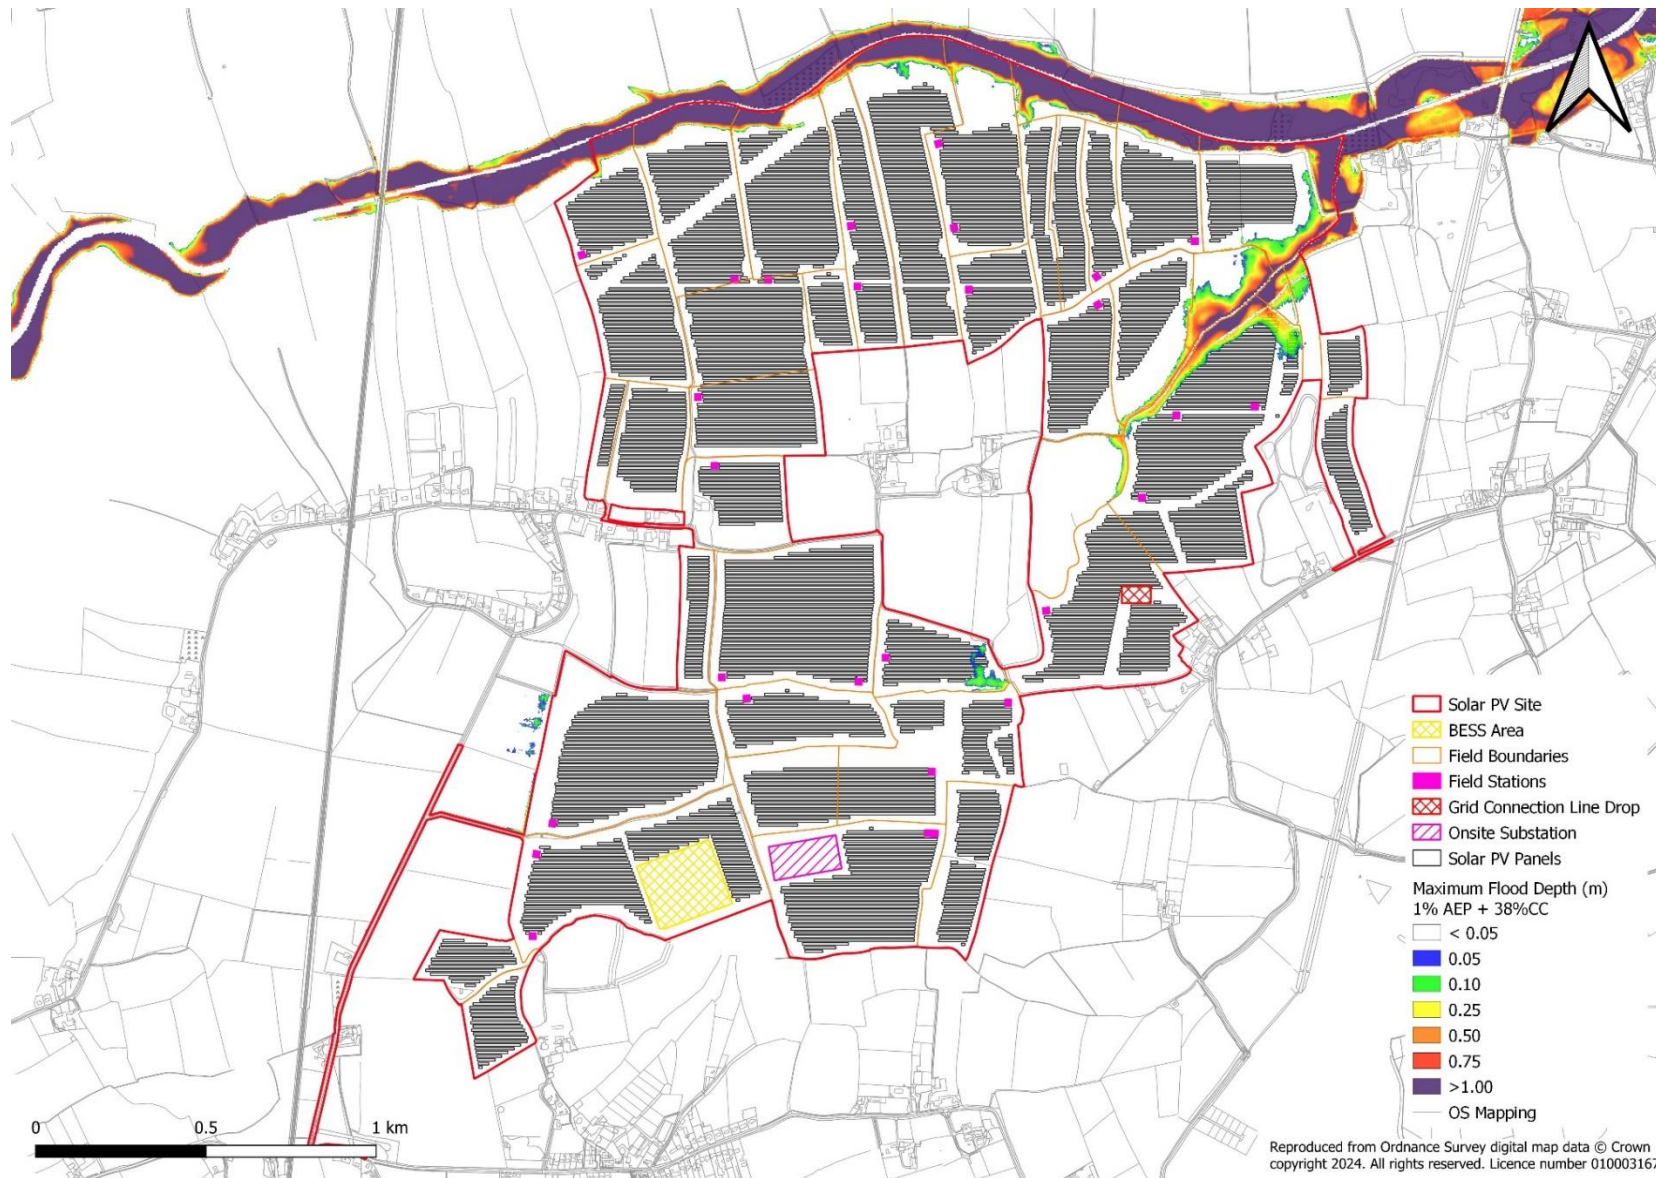 Solar PV Site
BESS Area
Field Boundaries
Field Stations
Grid Connection Line Drop
Onsite Substation
Solar PV Panels
Maximum Flood Depth (m)
1% AEP + 38%CC
< 0.05
0.05
0.10
0.25
0.50
0.75
>1.00
OS Mapping
0 0.5 1 km
Reproduced from Ordnance Survey digital map data © Crown
copyright 2024. All rights reserved. Licence number 010003167